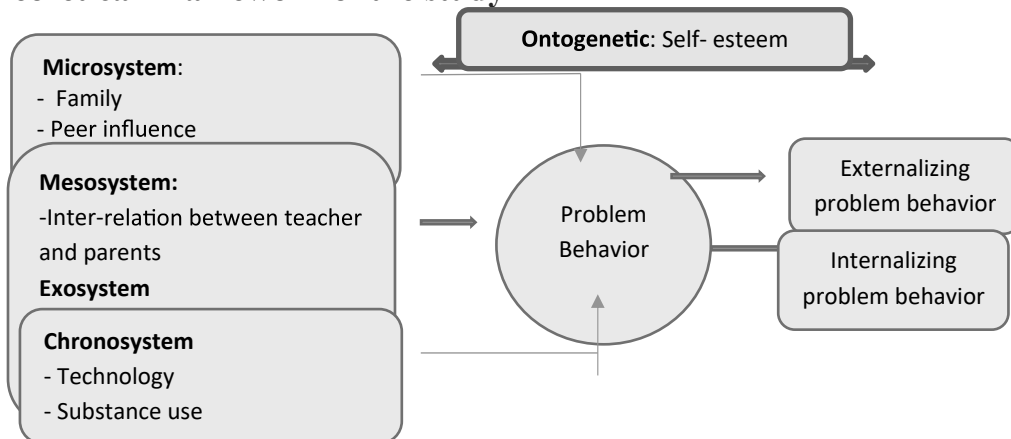 Ontogenetic: Self- esteem
Microsystem:
- Family
- Peer influence
Mesosystem:
-Inter-relation between teacher
and parents
Exosystem
Chronosystem
- Technology
- Substance use
Problem
Behavior
Externalizing
problem behavior
Internalizing
problem behavior